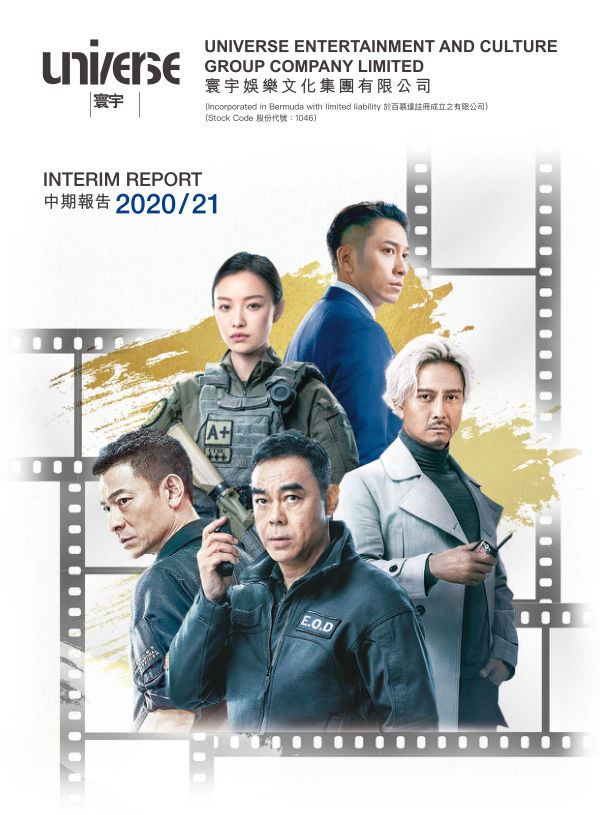 universe
寰宇
UNIVERSE ENTERTAINMENT AND CULTURE
GROUP COMPANY LIMITED
寰宇娛樂文化集團有限公司
(Incorporated in Bermuda with limited liability 於百慕達註冊成立之有限公司)
(Stock Code 股份代號：1046)
INTERIM REPORT
中期報告 2020/21
A+
E.O.D